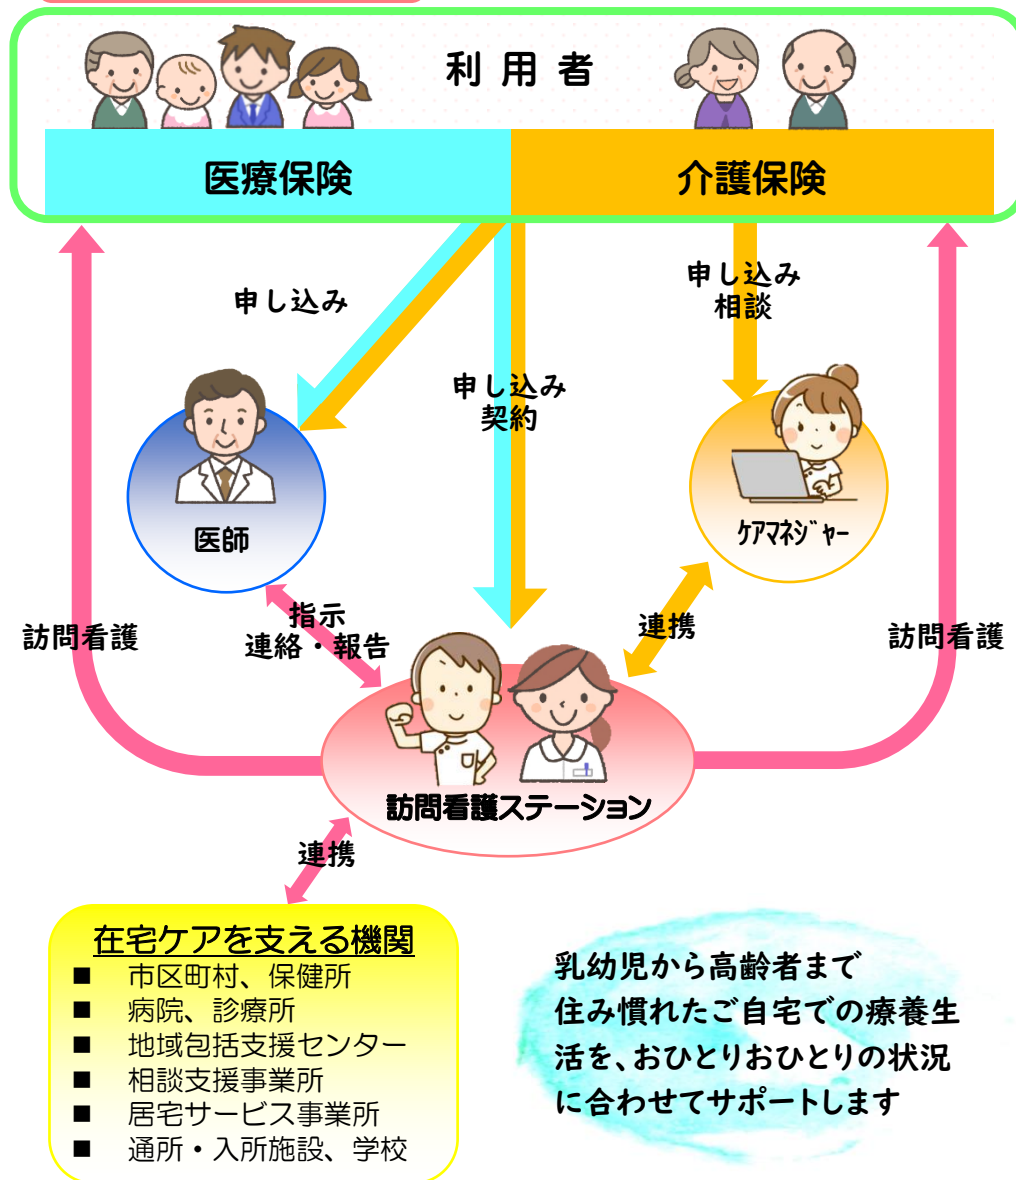 利用者
医療保険
介護保険
申し込み
申し込み
相談
申し込み
契約
医師
ケアマネジャー
指示
連絡・報告
連携
訪問看護
訪問看護
訪問看護ステーション
連携
在宅ケアを支える機関
■ 市区町村、保健所
■ 病院、診療所
■ 地域包括支援センター
■ 相談支援事業所
■ 居宅サービス事業所
■ 通所・入所施設、学校
乳幼児から高齢者まで
住み慣れたご自宅での療養生
活を、おひとりおひとりの状況
に合わせてサポートします